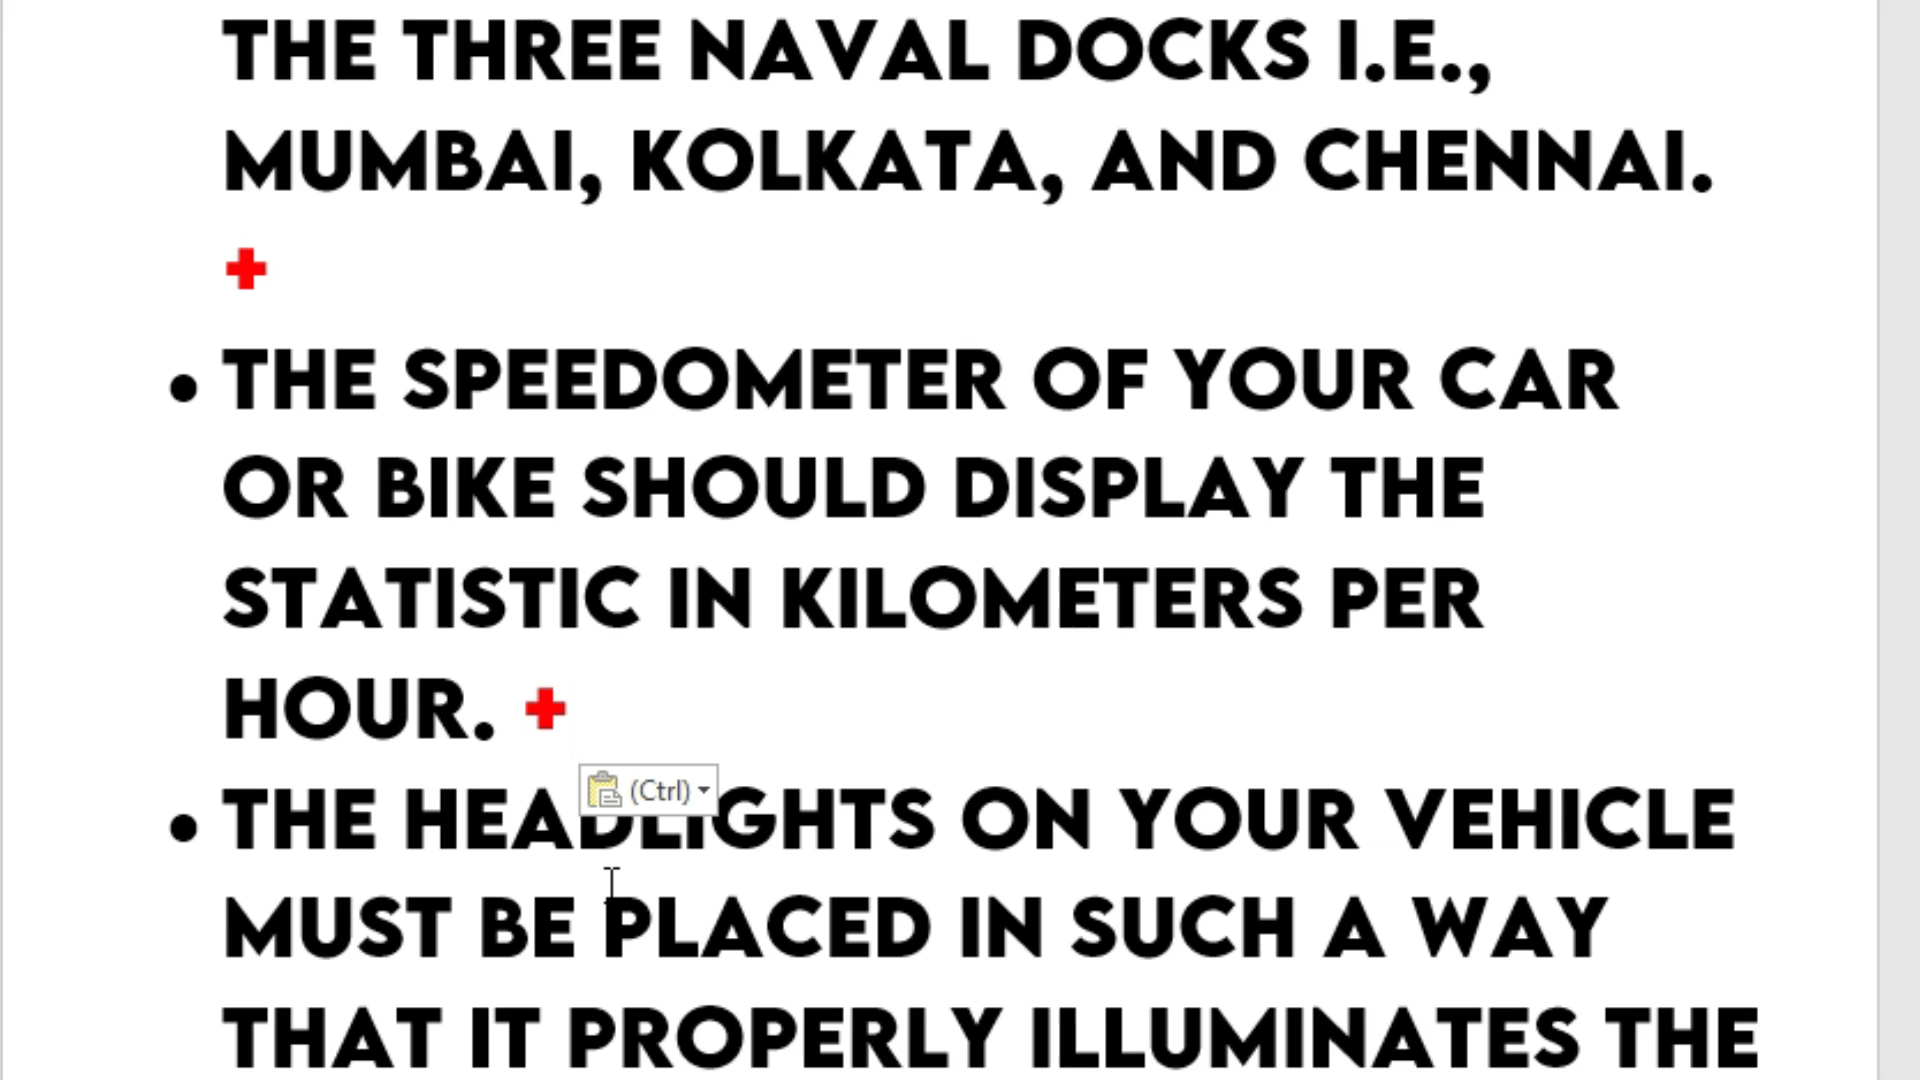 THE THREE NAVAL DOCKS I.E.,
MUMBAI, KOLKATA, AND CHENNAI.
• THE SPEEDOMETER OF YOUR CAR
OR BIKE SHOULD DISPLAY THE
STATISTIC IN KILOMETERS PER
HOUR.
(Ctrl)
• THE HEADLIGHTS ON YOUR VEHICLE
MUST BE PLACED IN SUCH A WAY
THAT IT PROPERLY ILLUMINATES THE